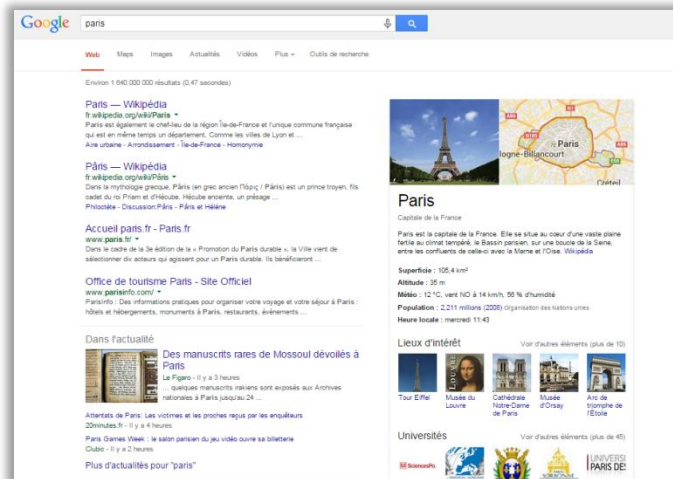 Google paris
Web Maps Images Actualités Vidéos Plus Outils de recherche
Environ 1 640 000 000 résultats (0,47 secondes)
Paris — Wikipédia
fr.wikipedia.org/wiki/Paris
Paris est également le chef-lieu de la région Île-de-France et l'unique commune française
qui est en même temps un département. Comme les villes de Lyon et ...
Aire urbaine - Arrondissement - Île-de-France - Homonymie
Pâris — Wikipédia
fr.wikipedia.org/wiki/Pâris
Dans la mythologie grecque, Pâris (en grec ancien Πάρις / Páris) est un prince troyen, fils
cadet du roi Priam et d'Hécube. Hécube enceinte, un présage ...
Philoctète - Discussion:Pâris - Pâris et Hélène
Accueil paris.fr - Paris.fr
www.paris.fr/
Dans le cadre de la 3e édition de la « Promotion du Paris durable », la Ville vient de
sélectionner dix acteurs qui agissent pour un Paris durable. Ils bénéficieront ...
Office de tourisme Paris - Site Officiel
www.parisinfo.com/
ParisInfo : Des informations pratiques pour organiser votre voyage et votre séjour à Paris :
hôtels et hébergements, monuments à Paris, restaurants, événements ...
Dans l'actualité
Des manuscrits rares de Mossoul dévoilés à
Paris
Le Figaro - Il y a 3 heures
... quelques manuscrits irakiens sont exposés aux Archives
nationales à Paris jusqu'au 24 ...
Attentats de Paris: Les victimes et les proches reçus par les enquêteurs
20minutes.fr - Il y a 4 heures
Paris Games Week : le salon parisien du jeu vidéo ouvre sa billetterie
Clubic - Il y a 2 heures
Plus d'actualités pour "paris"
Paris
logne-Billancourt
Créteil
Paris
Capitale de la France
Paris est la capitale de la France. Elle se situe au cœur d'une vaste plaine
fertile au climat tempéré, le Bassin parisien, sur une boucle de la Seine,
entre les confluents de celle-ci avec la Marne et l'Oise. Wikipédia
Superficie : 105,4 km²
Altitude : 35 m
Météo : 12 °C, vent NO à 14 km/h, 56 % d'humidité
Population : 2,211 millions (2008) Organisation des Nations unies
Heure locale : mercredi 11:43
Lieux d'intérêt Voir d'autres éléments (plus de 10)
LOUVRE
Tour Eiffel Musée du Louvre Cathédrale Notre-Dame de Paris Musée d'Orsay Arc de triomphe de l'Étoile
Universités Voir d'autres éléments (plus de 45)
SciencesPo
SORBONNE
UNIVERSI
PARIS DES